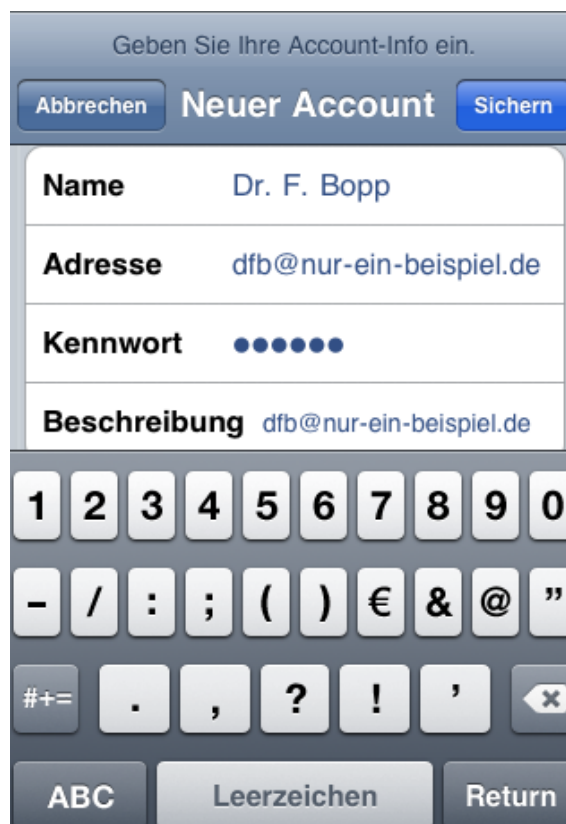 Geben Sie Ihre Account-Info ein.
Abbrechen Neuer Account Sichern
Name Dr. F. Bopp
Adresse dfb@nur-ein-beispiel.de
Kennwort ●●●●●●
Beschreibung dfb@nur-ein-beispiel.de
1 2 3 4 5 6 7 8 9 0
- / : ; ( ) € & @ ”
#+= . , ? ! ’
ABC Leerzeichen Return